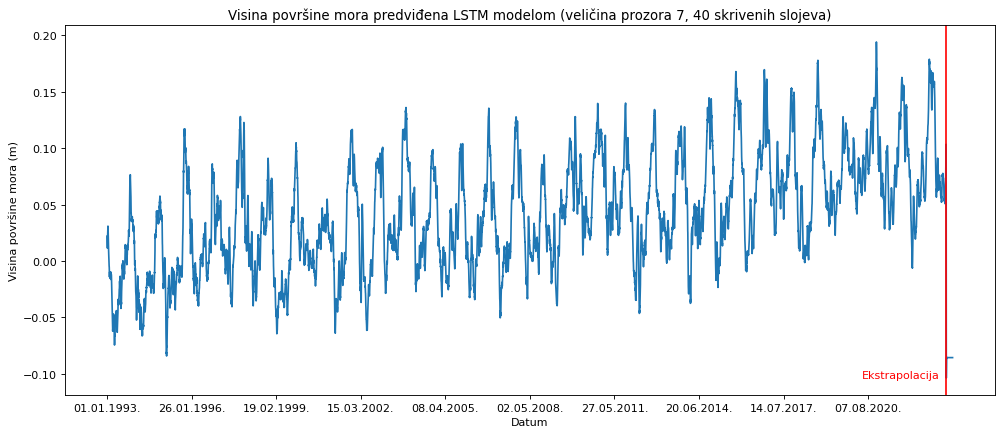 Visina površine mora predviđena LSTM modelom (veličina prozora 7, 40 skrivenih slojeva)
0.20
0.15
0.10
0.05
0.00
−0.05
−0.10
Visina površine mora (m)
Ekstrapolacija
01.01.1993. 26.01.1996. 19.02.1999. 15.03.2002. 08.04.2005. 02.05.2008. 27.05.2011. 20.06.2014. 14.07.2017. 07.08.2020.
Datum